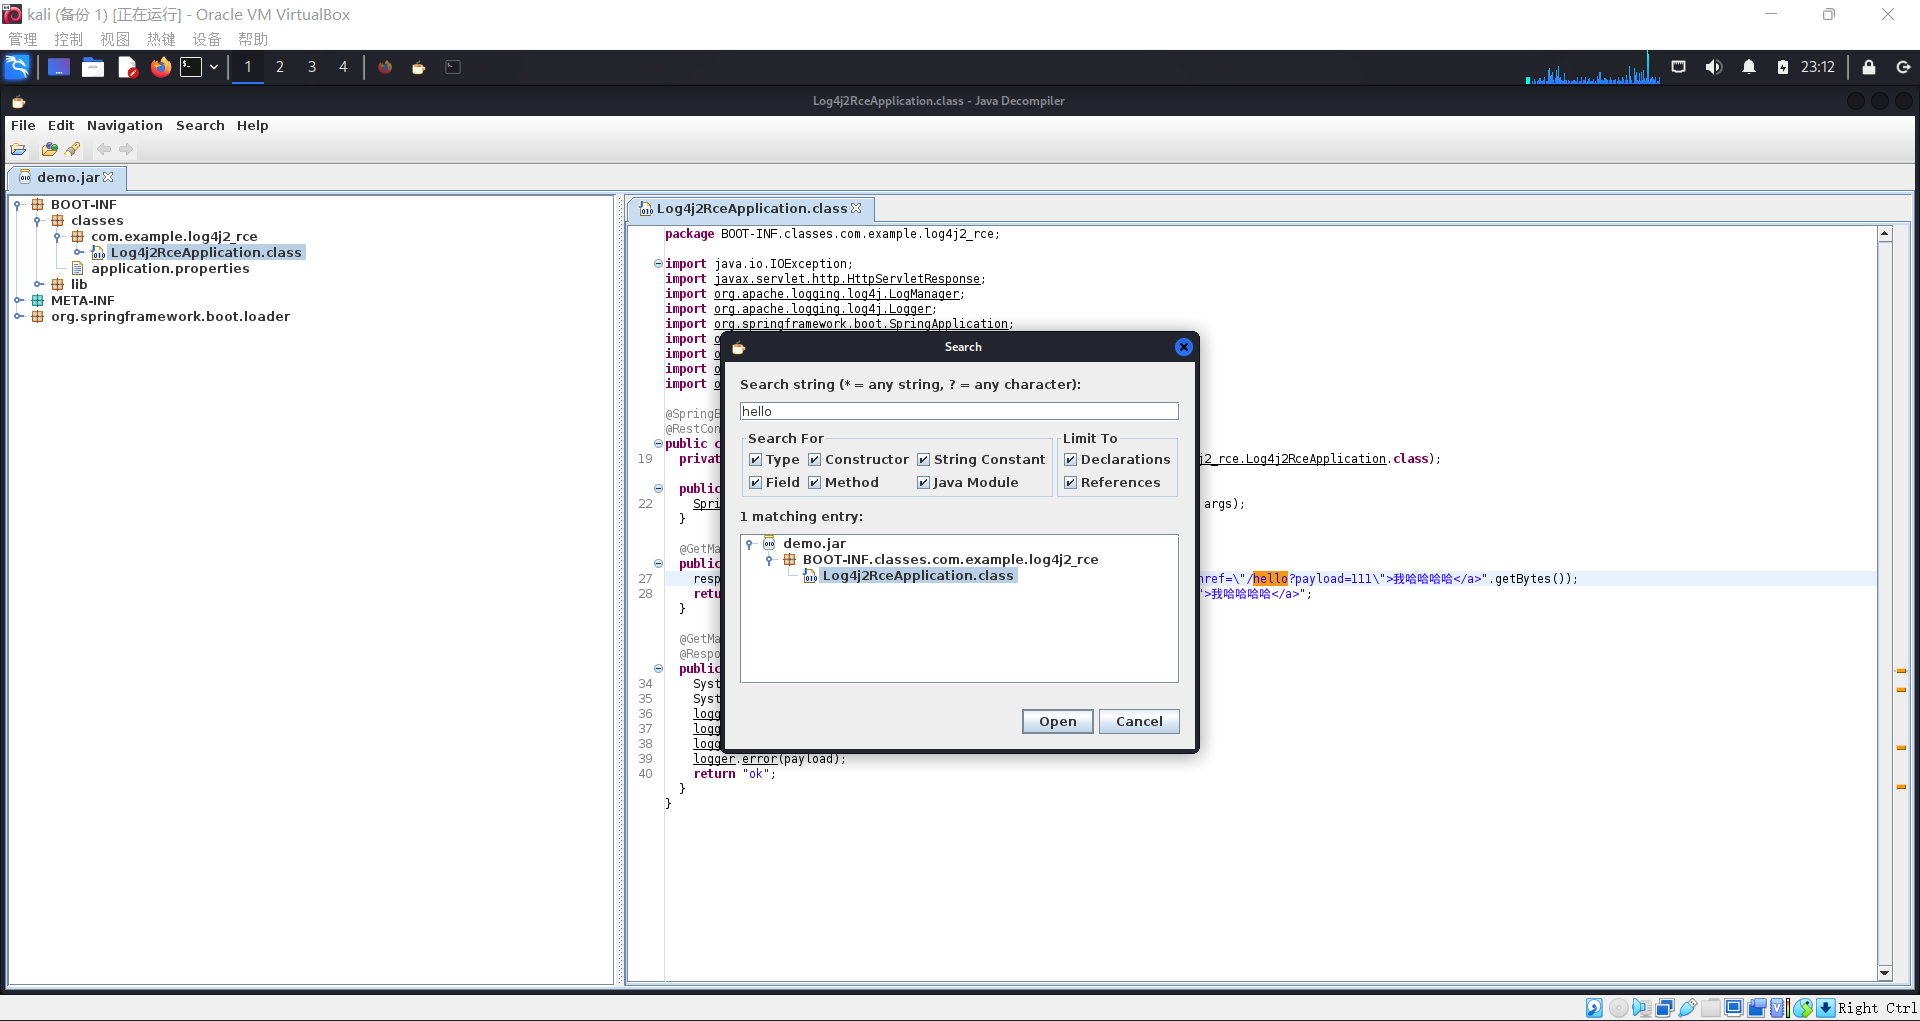 kali (备份 1) [正在运行] - Oracle VM VirtualBox
管理 控制 视图 热键 设备 帮助
1 2 3 4 23:12
Log4j2RceApplication.class - Java Decompiler
File Edit Navigation Search Help
demo.jar
BOOT-INF
classes
com.example.log4j2_rce
Log4j2RceApplication.class
application.properties
lib
META-INF
org.springframework.boot.loader
Log4j2RceApplication.class
package BOOT-INF.classes.com.example.log4j2_rce;
import java.io.IOException;
import javax.servlet.http.HttpServletResponse;
import org.apache.logging.log4j.LogManager;
import org.apache.logging.log4j.Logger;
import org.springframework.boot.SpringApplication;
import o
import o
import o
import o
@SpringB
@RestCon
public c
19 privat j2_rce.Log4j2RceApplication.class);
public
22 Spri args);
}
@GetMa
public
27 resp href=\"/hello?payload=111\">我哈哈哈哈</a>".getBytes());
28 retu ">我哈哈哈哈</a>";
}
@GetMa
@Respo
public
34 Syst
35 Syst
36 logg
37 logg
38 logg
39 logger.error(payload);
40 return "ok";
}
}
Search
Search string (* = any string, ? = any character):
hello
Search For
Type Constructor String Constant
Field Method Java Module
Limit To
Declarations
References
1 matching entry:
demo.jar
BOOT-INF.classes.com.example.log4j2_rce
Log4j2RceApplication.class
Open Cancel
Right Ctrl